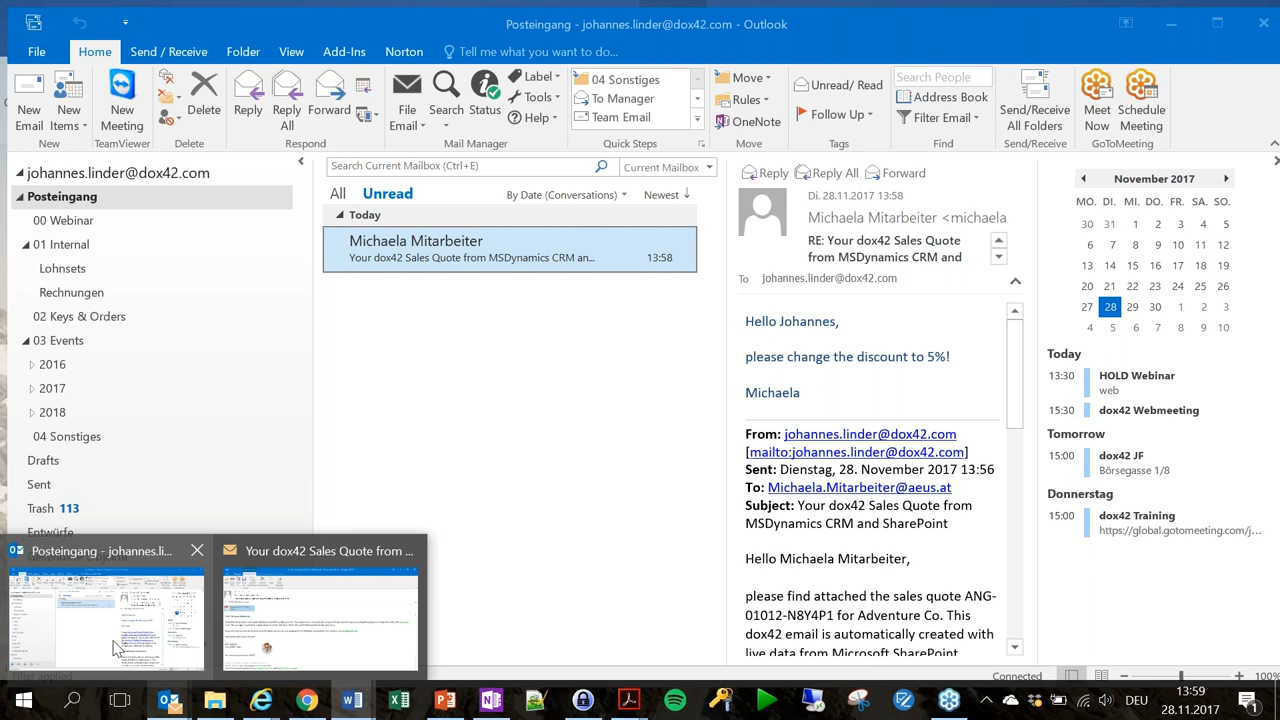 Posteingang - johannes.linder@dox42.com - Outlook
File Home Send / Receive Folder View Add-Ins Norton Tell me what you want to do...
New Email
New Items
New
New Meeting
TeamViewer
Delete
Delete
Reply
Reply All
Forward
Respond
File Email
Search
Status
Label
Tools
Help
Mail Manager
04 Sonstiges
To Manager
Team Email
Quick Steps
Move
Rules
OneNote
Move
Unread/ Read
Follow Up
Tags
Search People
Address Book
Filter Email
Find
Send/Receive All Folders
Send/Receive
Meet Now
Schedule Meeting
GoToMeeting
johannes.linder@dox42.com
Posteingang
00 Webinar
01 Internal
Lohnsets
Rechnungen
02 Keys & Orders
03 Events
2016
2017
2018
04 Sonstiges
Drafts
Sent
Trash 113
Entwürfe
Search Current Mailbox (Ctrl+E) Current Mailbox
All Unread By Date (Conversations) Newest
Today
Michaela Mitarbeiter
Your dox42 Sales Quote from MSDynamics CRM an... 13:58
Reply Reply All Forward
Di. 28.11.2017 13:58
Michaela Mitarbeiter <michaela
RE: Your dox42 Sales Quote
from MSDynamics CRM and
To johannes.linder@dox42.com
Hello Johannes,
please change the discount to 5%!
Michaela
From: johannes.linder@dox42.com
[mailto:johannes.linder@dox42.com]
Sent: Dienstag, 28. November 2017 13:56
To: Michaela.Mitarbeiter@aeus.at
Subject: Your dox42 Sales Quote from
MSDynamics CRM and SharePoint
Hello Michaela Mitarbeiter,
please find attached the sales quote ANG-
01012-N8Y4P1 for Adventure Co. This
dox42 email is automatically created with
live data from Microsoft SharePoint
November 2017
MO. DI. MI. DO. FR. SA. SO.
30 31 1 2 3 4 5
6 7 8 9 10 11 12
13 14 15 16 17 18 19
20 21 22 23 24 25 26
27 28 29 30 1 2 3
4 5 6 7 8 9 10
Today
13:30 HOLD Webinar
web
15:30 dox42 Webmeeting
Tomorrow
15:00 dox42 JF
Börsegasse 1/8
Donnerstag
15:00 dox42 Training
https://global.gotomeeting.com/j...
Posteingang - johannes.li...
Your dox42 Sales Quote from ...
Filter applied
Connected
100%
DEU
13:59
28.11.2017
1